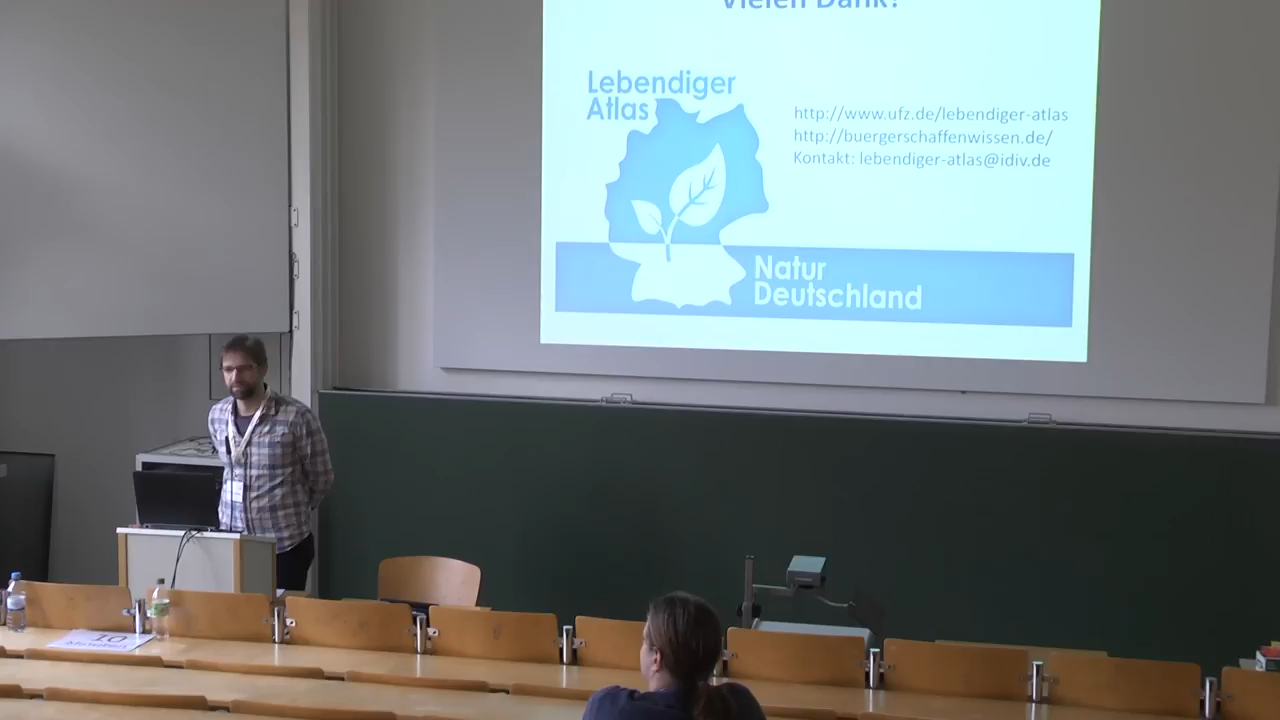 Vielen Dank!
Lebendiger
Atlas
http://www.ufz.de/lebendiger-atlas
http://buergerschaffenwissen.de/
Kontakt: lebendiger-atlas@idiv.de
Natur
Deutschland
10